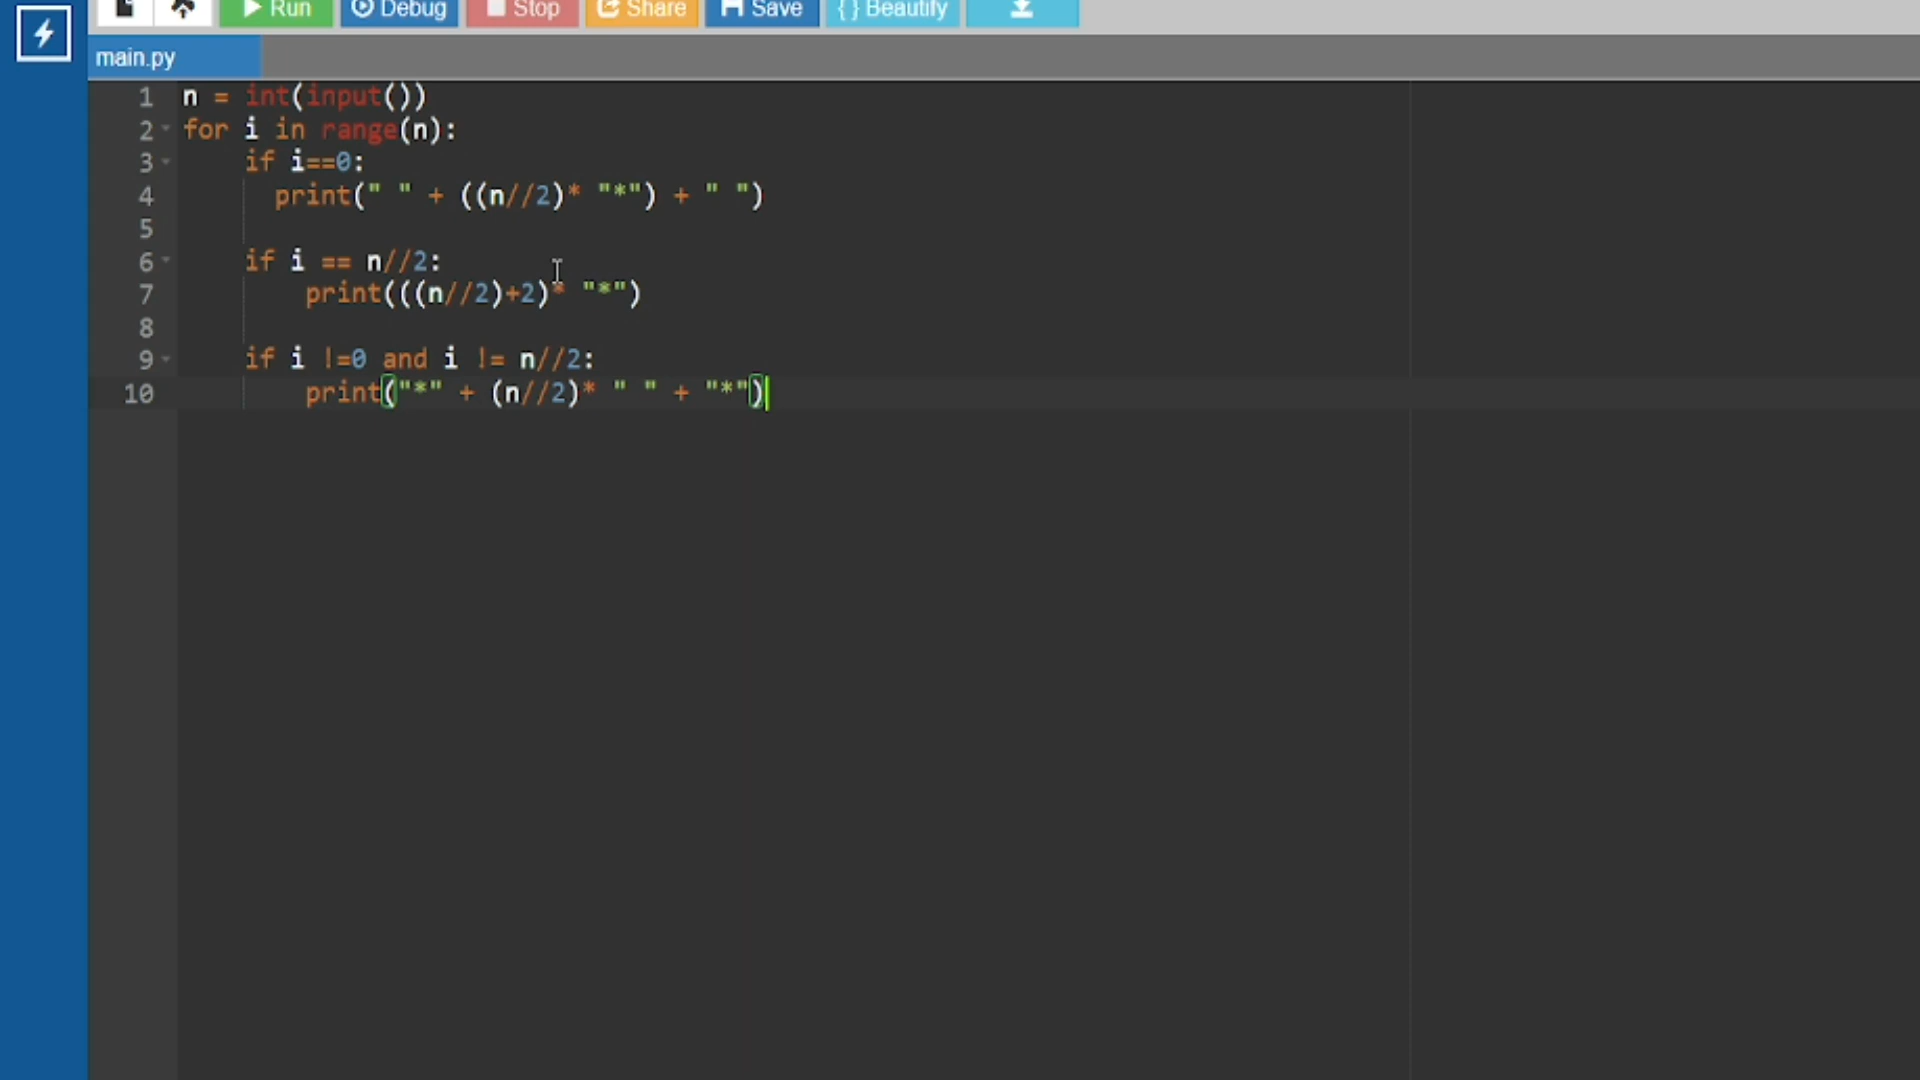 Run Debug Stop Share Save { } Beautify
main.py
1 n = int(input())
2 for i in range(n):
3     if i==0:
4       print(" " + ((n//2)* "*") + " ")
5
6     if i == n//2:
7         print(((n//2)+2)* "*")
8
9     if i !=0 and i != n//2:
10         print("*" + (n//2)* " " + "*")